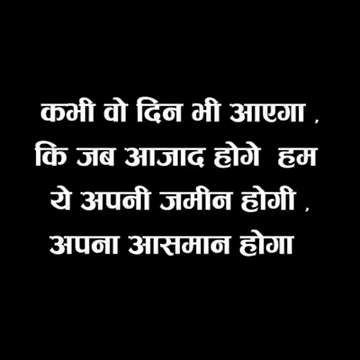 कभी वो दिन भी आएगा ,
कि जब आजाद होगे हम
ये अपनी जमीन होगी ,
अपना आसमान होगा